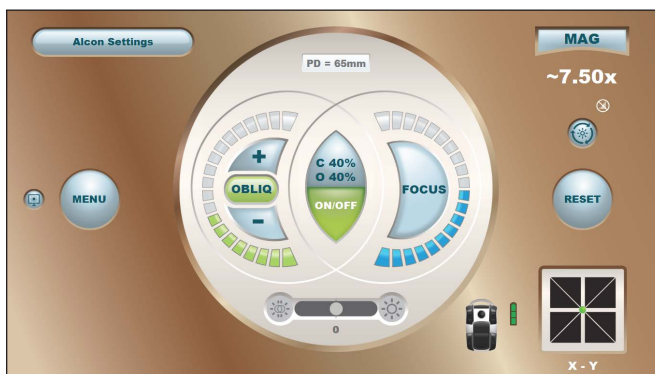 Alcon Settings
MAG
PD = 65mm
~7.50x
+
C 40%
O 40%
OBLIQ
ON/OFF
FOCUS
-
MENU
RESET
0
X - Y